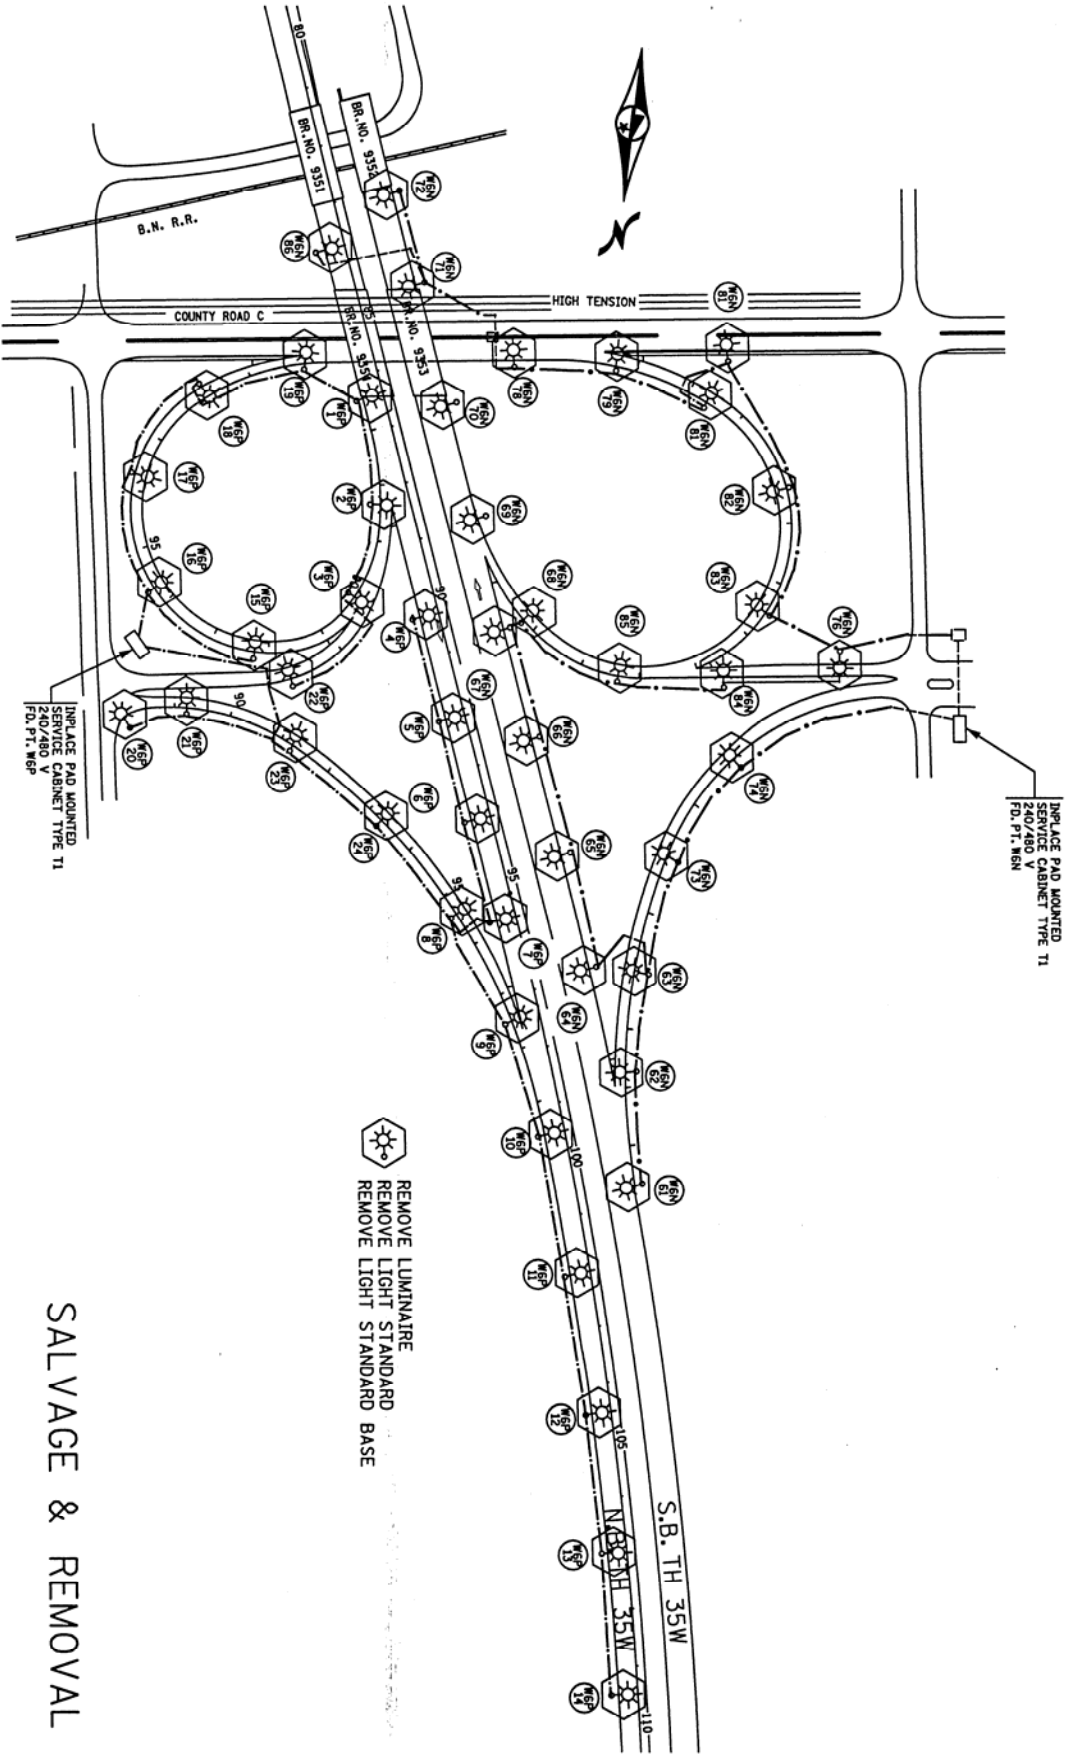 80
BR.NO. 9351
BR.NO. 9352
W6N
72
B.N. R.R.
W6N
86
W6N
71
HIGH TENSION
W6N
81
COUNTY ROAD C
85
BR.NO. 9353
W6P
19
W6P
1
W6N
70
W6N
78
W6N
79
W6N
81
W6P
18
W6P
17
W6P
2
W6N
69
W6N
82
95
W6P
16
W6P
15
W6P
3
90
W6P
4
W6N
68
W6N
85
W6N
83
W6N
76
W6P
22
W6N
67
W6N
84
90
W6P
20
W6P
21
W6P
23
W6P
5
W6N
66
W6N
74
INPLACE PAD MOUNTED
SERVICE CABINET TYPE T1
240/480 V
FD.PT. W6P
INPLACE PAD MOUNTED
SERVICE CABINET TYPE T1
240/480 V
FD.PT. W6N
W6P
6
W6P
24
W6N
65
W6N
73
95
95
W6P
8
W6P
7
W6N
63
W6N
64
W6P
9
W6N
62
W6P
10
100
W6N
61
W6P
11
REMOVE LUMINAIRE
REMOVE LIGHT STANDARD
REMOVE LIGHT STANDARD BASE
W6P
12
105
W6P
13
N.B. TH 35W
S.B. TH 35W
W6P
14
110
SALVAGE & REMOVAL